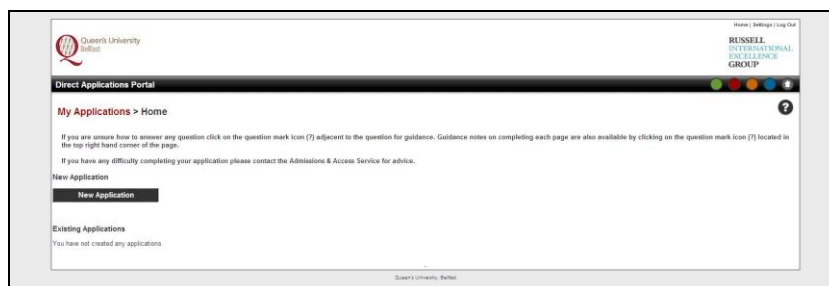 Home | Settings | Log Out
Queen's University
Belfast
RUSSELL
INTERNATIONAL
EXCELLENCE
GROUP
Direct Applications Portal
My Applications > Home
?
If you are unsure how to answer any question click on the question mark icon (?) adjacent to the question for guidance. Guidance notes on completing each page are also available by clicking on the question mark icon (?) located in
the top right hand corner of the page.
If you have any difficulty completing your application please contact the Admissions & Access Service for advice.
New Application
New Application
Existing Applications
You have not created any applications
Queen's University, Belfast